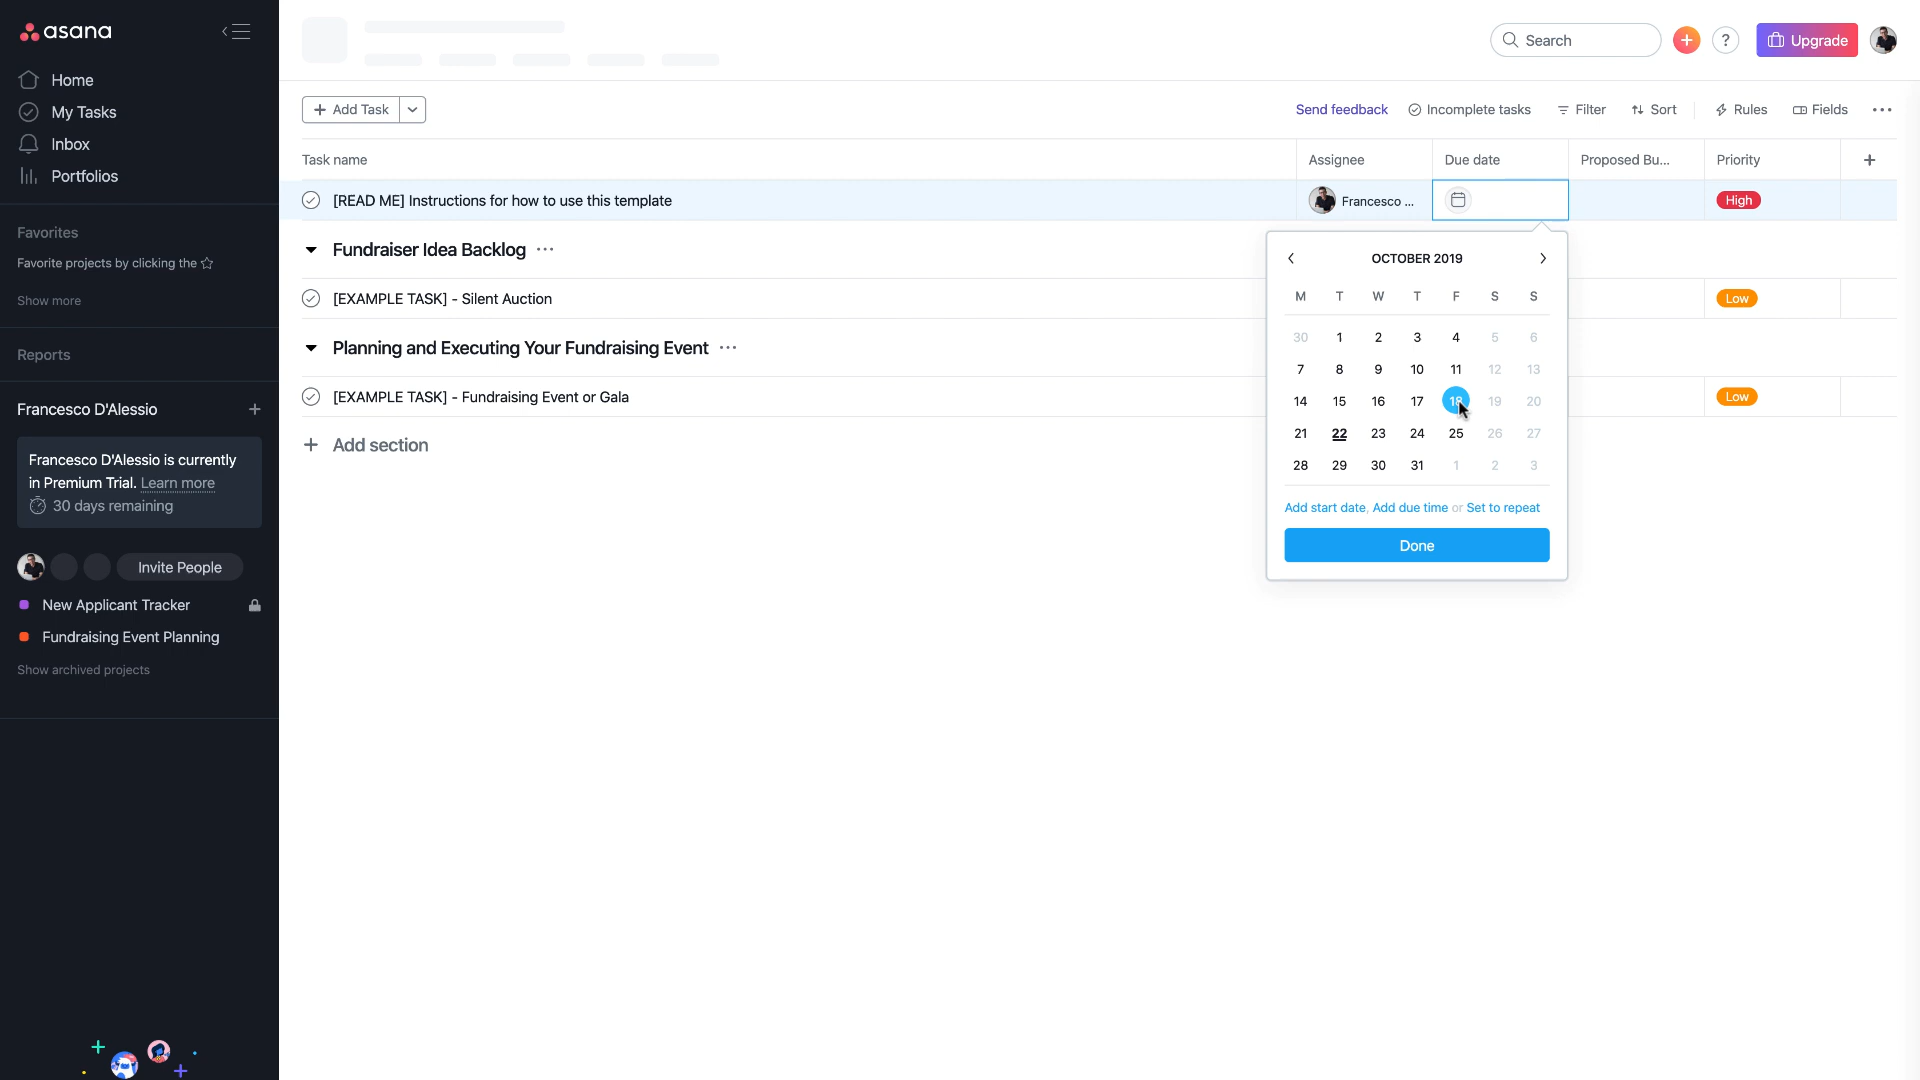 asana
Home
My Tasks
Inbox
Portfolios
Favorites
Favorite projects by clicking the
Show more
Reports
Francesco D'Alessio
Francesco D'Alessio is currently
in Premium Trial. Learn more
30 days remaining
Invite People
New Applicant Tracker
Fundraising Event Planning
Show archived projects
Search
?
Upgrade
Add Task
Send feedback
Incomplete tasks
Filter
Sort
Rules
Fields
Task name
Assignee
Due date
Proposed Bu...
Priority
[READ ME] Instructions for how to use this template
Francesco ...
High
Fundraiser Idea Backlog
[EXAMPLE TASK] - Silent Auction
Low
Planning and Executing Your Fundraising Event
[EXAMPLE TASK] - Fundraising Event or Gala
Low
Add section
OCTOBER 2019
M T W T F S S
30 1 2 3 4 5 6
7 8 9 10 11 12 13
14 15 16 17 18 19 20
21 22 23 24 25 26 27
28 29 30 31 1 2 3
Add start date, Add due time or Set to repeat
Done